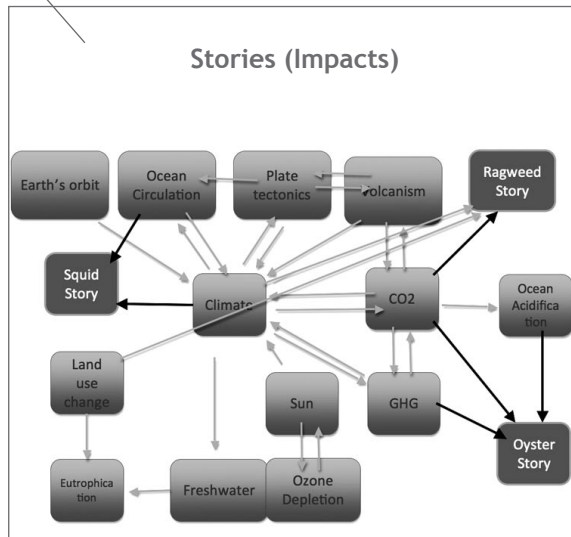 Stories (Impacts)
Earth's orbit
Ocean
Circulation
Plate
tectonics
Volcanism
Ragweed
Story
Squid
Story
Climate
CO2
Ocean
Acidifica
tion
Land
use
change
Sun
GHG
Oyster
Story
Eutrophica
tion
Freshwater
Ozone
Depletion